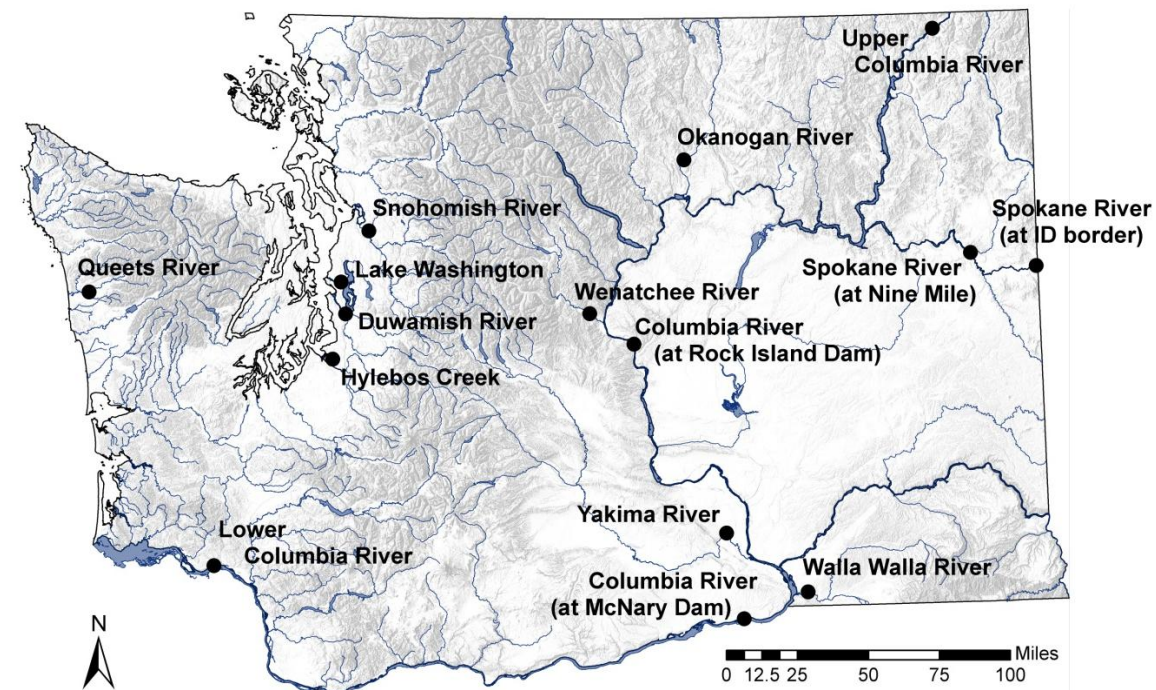 Upper
Columbia River
Okanogan River
Snohomish River
Spokane River
(at ID border)
Queets River
Lake Washington
Spokane River
(at Nine Mile)
Wenatchee River
Duwamish River
Columbia River
(at Rock Island Dam)
Hylebos Creek
Yakima River
Lower
Columbia River
Walla Walla River
Columbia River
(at McNary Dam)
N
Miles
0 12.5 25 50 75 100